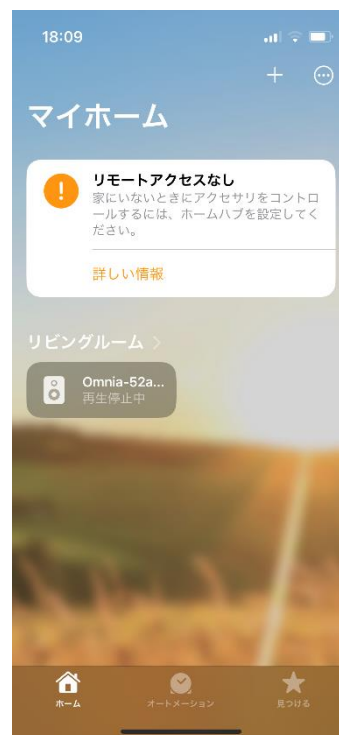 18:09
マイホーム
リモートアクセスなし
家にいないときにアクセサリをコントロ
ールするには、ホームハブを設定してく
ださい。
詳しい情報
リビングルーム
Omnia-52a...
再生停止中
ホーム
オートメーション
見つける